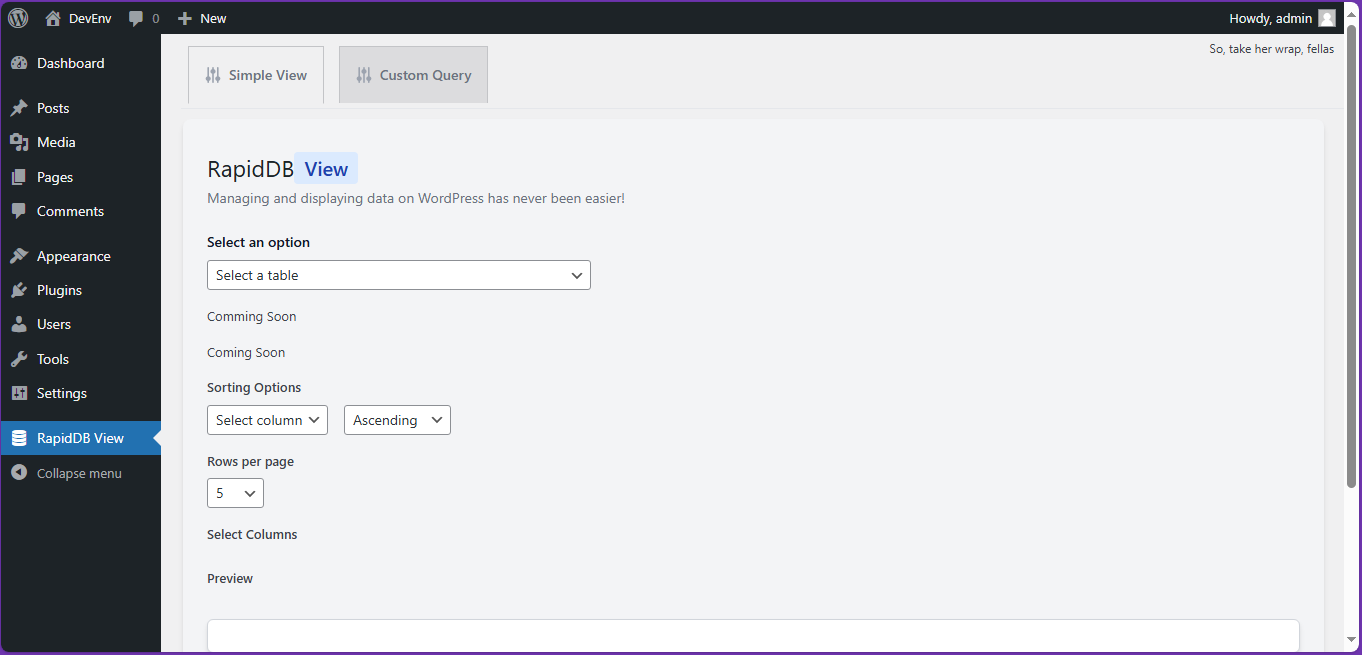 DevEnv 0 New Howdy, admin
So, take her wrap, fellas
Dashboard
Posts
Media
Pages
Comments
Appearance
Plugins
Users
Tools
Settings
RapidDB View
Collapse menu
Simple View Custom Query
RapidDB View
Managing and displaying data on WordPress has never been easier!
Select an option
Select a table
Comming Soon
Coming Soon
Sorting Options
Select column Ascending
Rows per page
5
Select Columns
Preview